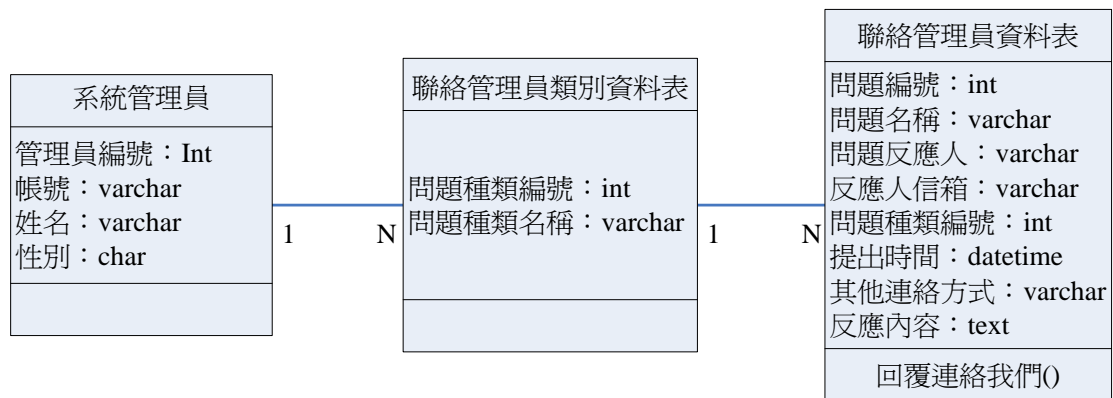 系統管理員
管理員編號：Int
帳號：varchar
姓名：varchar
性別：char
1
N
聯絡管理員類別資料表
問題種類編號：int
問題種類名稱：varchar
1
N
聯絡管理員資料表
問題編號：int
問題名稱：varchar
問題反應人：varchar
反應人信箱：varchar
問題種類編號：int
提出時間：datetime
其他連絡方式：varchar
反應內容：text
回覆連絡我們()